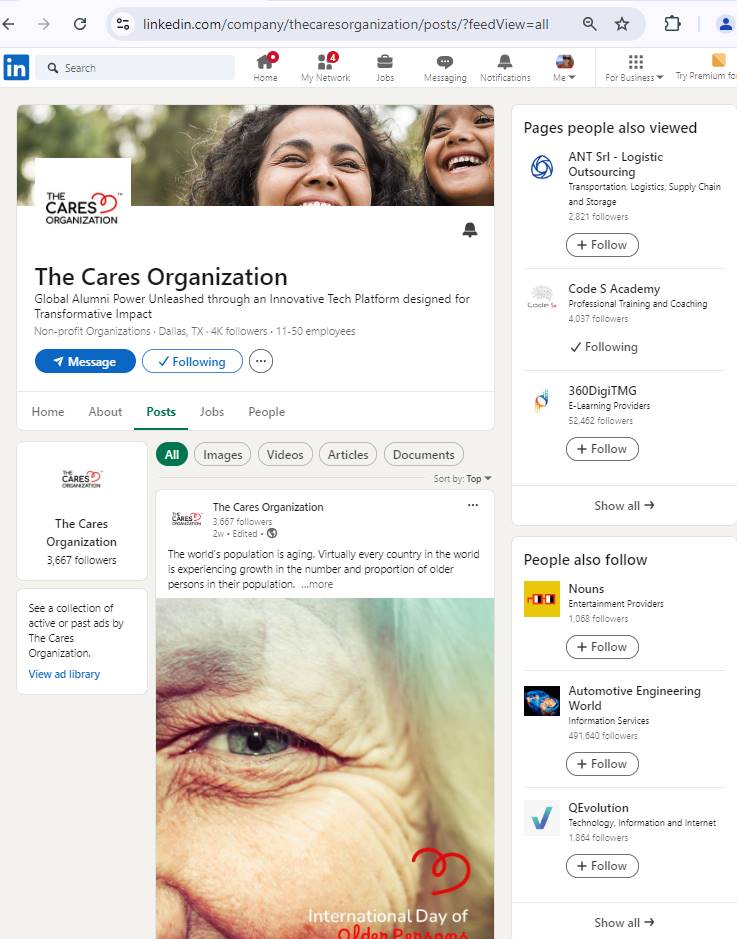 linkedin.com/company/thecaresorganization/posts/?feedView=all
in
Search
Home
4
My Network
Jobs
Messaging
Notifications
Me
For Business
Try Premium fo
THE
CARES
ORGANIZATION
TM
The Cares Organization
Global Alumni Power Unleashed through an Innovative Tech Platform designed for
Transformative Impact
Non-profit Organizations · Dallas, TX · 4K followers · 11-50 employees
Message
Following
Home
About
Posts
Jobs
People
THE
CARES
ORGANIZATION
The Cares
Organization
3,667 followers
See a collection of
active or past ads by
The Cares
Organization.
View ad library
All
Images
Videos
Articles
Documents
Sort by: Top
THE
CARES
ORGANIZATION
The Cares Organization
3,667 followers
2w • Edited •
The world's population is aging. Virtually every country in the world
is experiencing growth in the number and proportion of older
persons in their population. ...more
International Day of
Older Persons
Pages people also viewed
ANT Srl - Logistic
Outsourcing
Transportation, Logistics, Supply Chain
and Storage
2,821 followers
+ Follow
Code S
Code S Academy
Professional Training and Coaching
4,037 followers
Following
360DigiTMG
E-Learning Providers
52,462 followers
+ Follow
Show all →
People also follow
Nouns
Entertainment Providers
1,068 followers
+ Follow
Automotive Engineering
World
Information Services
491,640 followers
+ Follow
QEvolution
Technology, Information and Internet
1,864 followers
+ Follow
Show all →